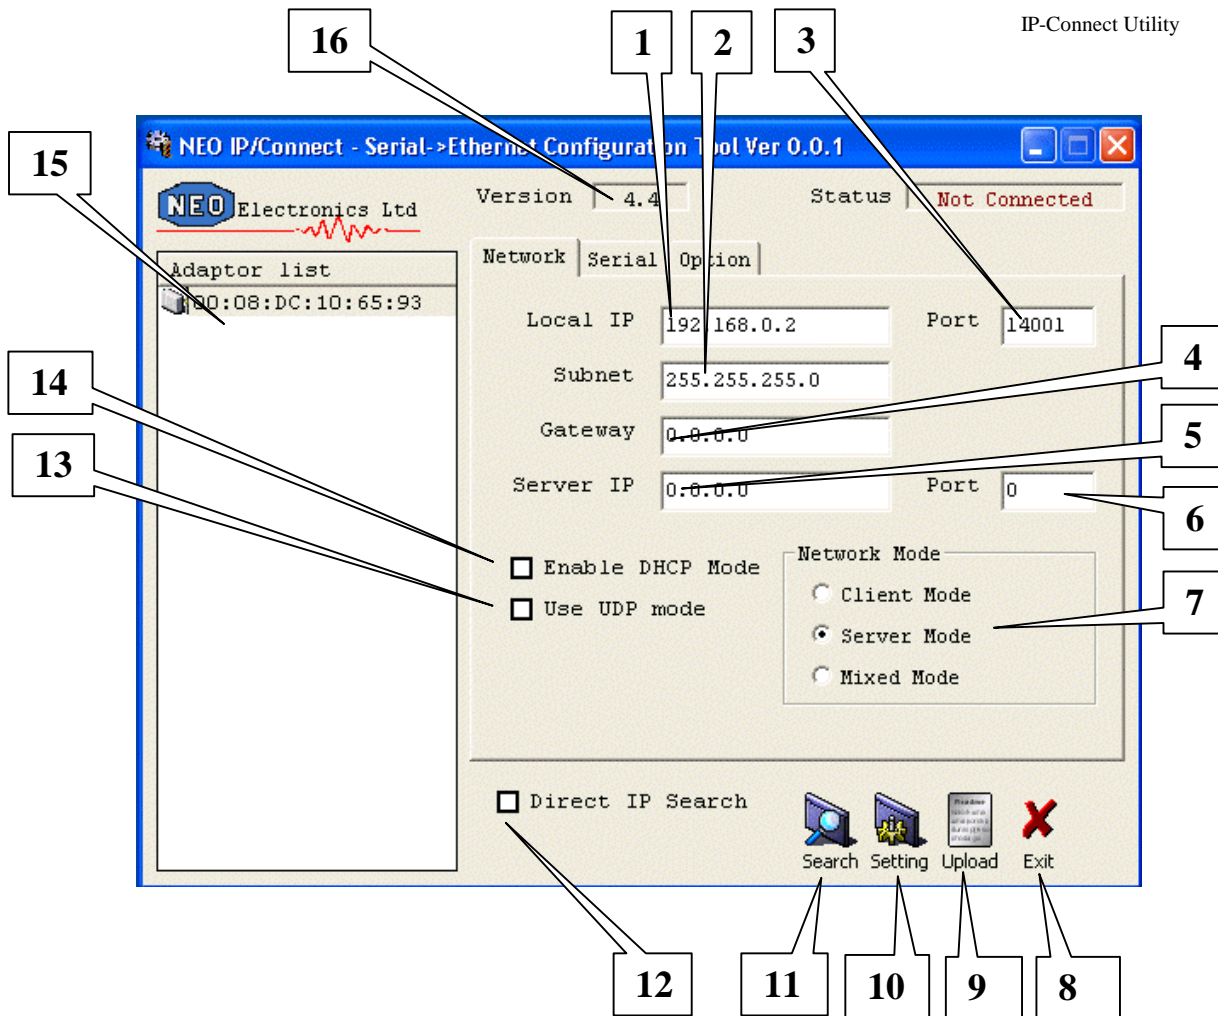 IP-Connect Utility
16
1
2
3
15
NEO IP/Connect - Serial->Ethernet Configuration Tool Ver 0.0.1
NEO Electronics Ltd
Version 4.4
Status Not Connected
Adaptor list
00:08:DC:10:65:93
Network Serial Option
Local IP 192.168.0.2 Port 14001
4
Subnet 255.255.255.0
14
Gateway 0.0.0.0
5
13
Server IP 0.0.0.0 Port 0
6
Enable DHCP Mode
Use UDP mode
Network Mode
Client Mode
Server Mode
Mixed Mode
7
Direct IP Search
Search Setting Upload Exit
12
11
10
9
8